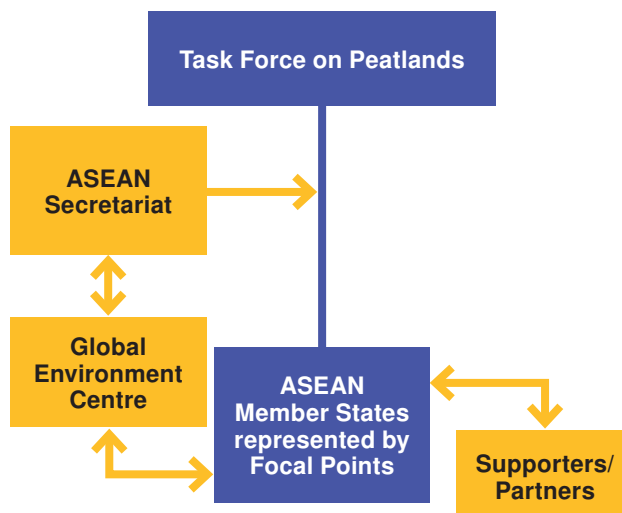 Task Force on Peatlands
ASEAN
Secretariat
Global
Environment
Centre
ASEAN
Member States
represented by
Focal Points
Supporters/
Partners